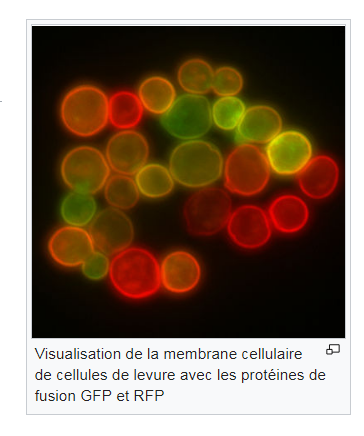 Visualisation de la membrane cellulaire
de cellules de levure avec les protéines de
fusion GFP et RFP